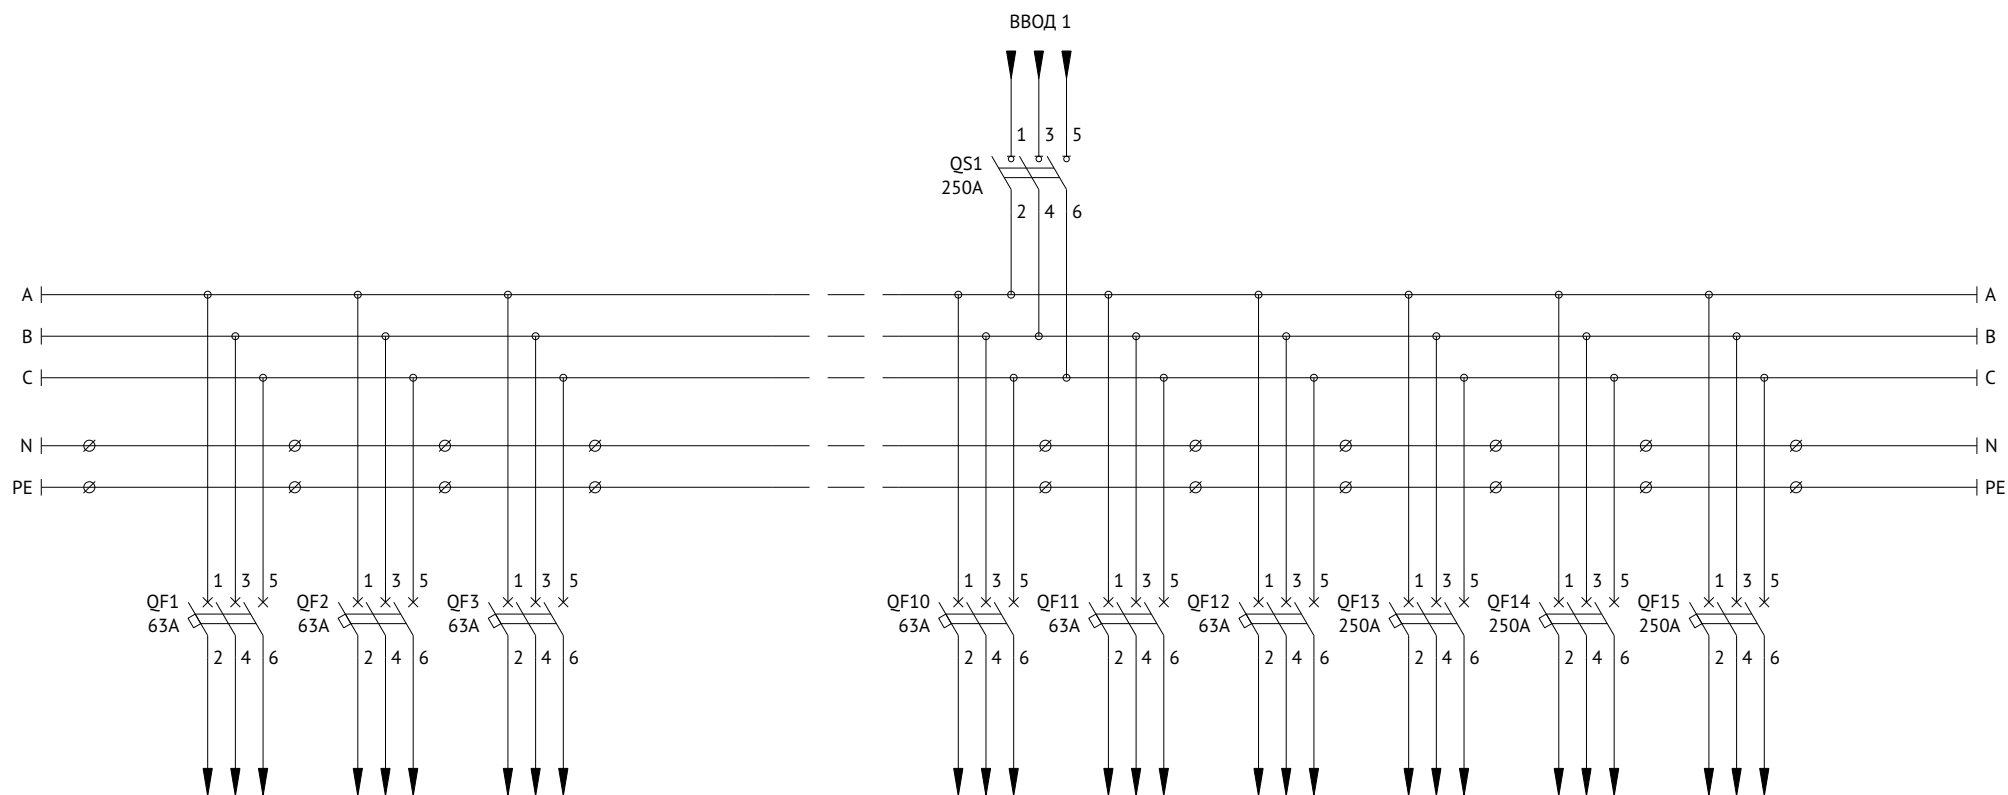 ВВОД 1
1 3 5
QS1
250A
2 4 6
A A
B B
C C
N N
PE PE
1 3 5 1 3 5 1 3 5 1 3 5 1 3 5 1 3 5 1 3 5 1 3 5 1 3 5
QF1 QF2 QF3 QF10 QF11 QF12 QF13 QF14 QF15
63A 63A 63A 63A 63A 63A 250A 250A 250A
2 4 6 2 4 6 2 4 6 2 4 6 2 4 6 2 4 6 2 4 6 2 4 6 2 4 6